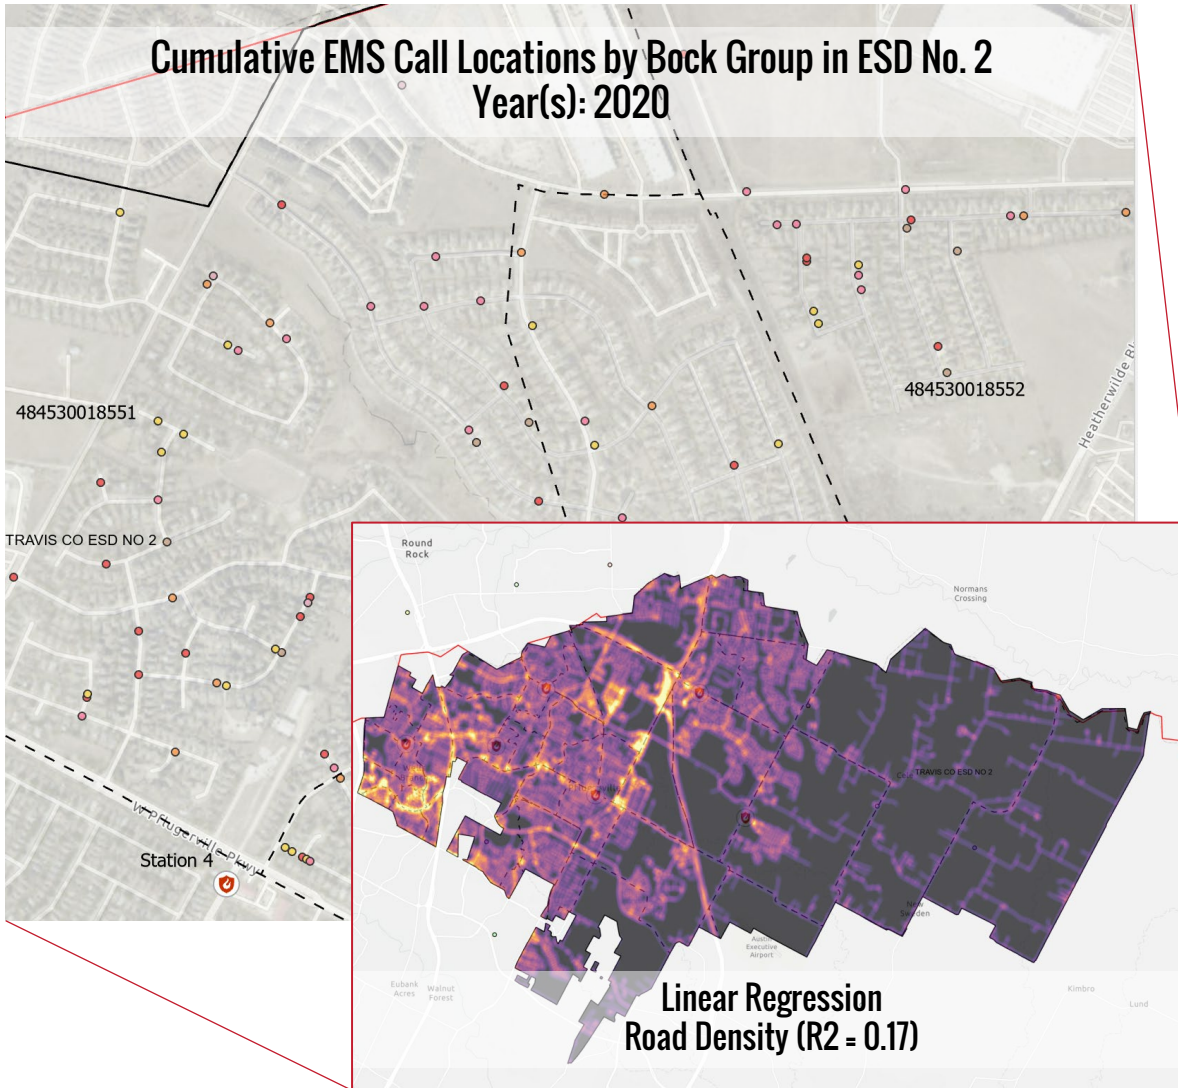 Cumulative EMS Call Locations by Bock Group in ESD No. 2
Year(s): 2020
484530018551
484530018552
Heatherwilde Bl
TRAVIS CO ESD NO 2
W Pflugerville Pkwy
Station 4
Round
Rock
Normans
Crossing
TRAVIS CO ESD NO 2
New
Sweden
Austin
Executive
Airport
Eubank
Acres
Walnut
Forest
Kimbro
Lund
Linear Regression
Road Density (R2 = 0.17)